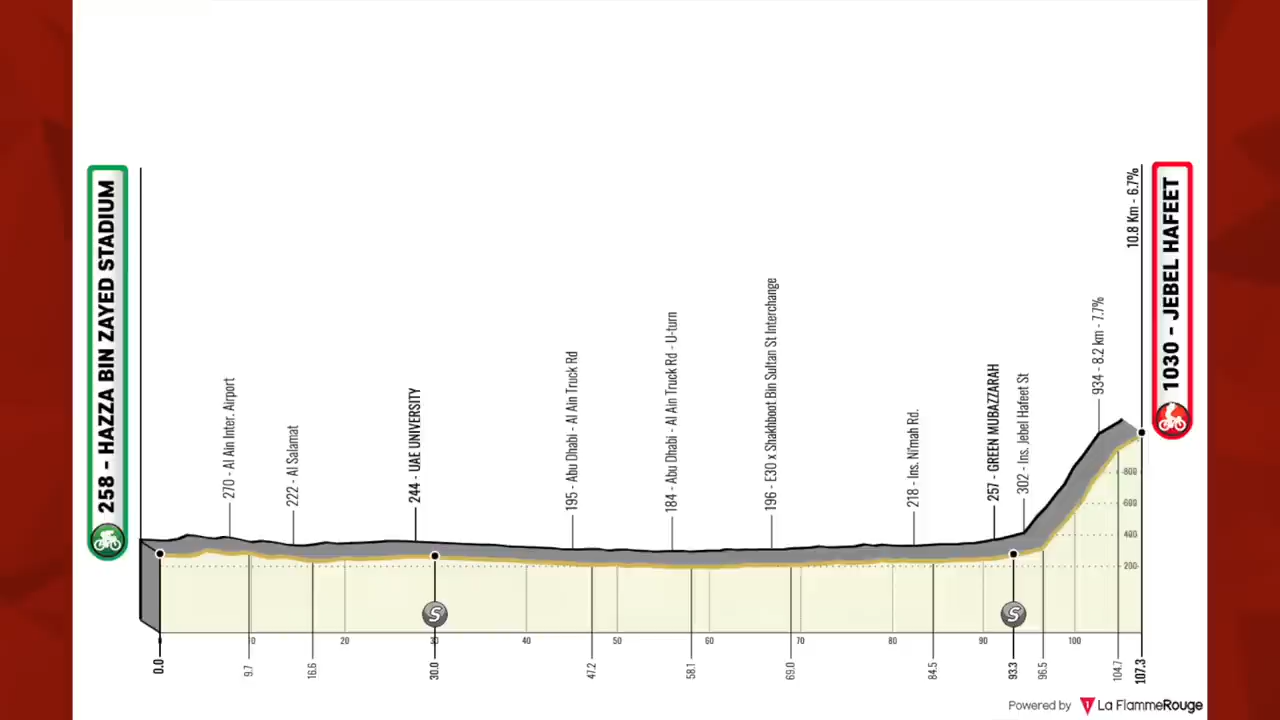 258 - HAZZA BIN ZAYED STADIUM
270 - Al Ain Inter. Airport
222 - Al Salamat
244 - UAE UNIVERSITY
195 - Abu Dhabi - Al Ain Truck Rd
184 - Abu Dhabi - Al Ain Truck Rd - U-turn
196 - E30 x Shakhboot Bin Sultan St Interchange
218 - Ins. Ni'mah Rd.
257 - GREEN MUBAZZARAH
302 - Ins. Jebel Hafeet St
934 - 8.2 km - 7.7%
10.8 Km - 6.7%
1030 - JEBEL HAFEET
800
600
400
200
S
S
0 10 20 30 40 50 60 70 80 90 100
0.0 9.7 16.6 30.0 47.2 58.1 69.0 84.5 93.3 96.5 104.7 107.3
Powered by La FlammeRouge